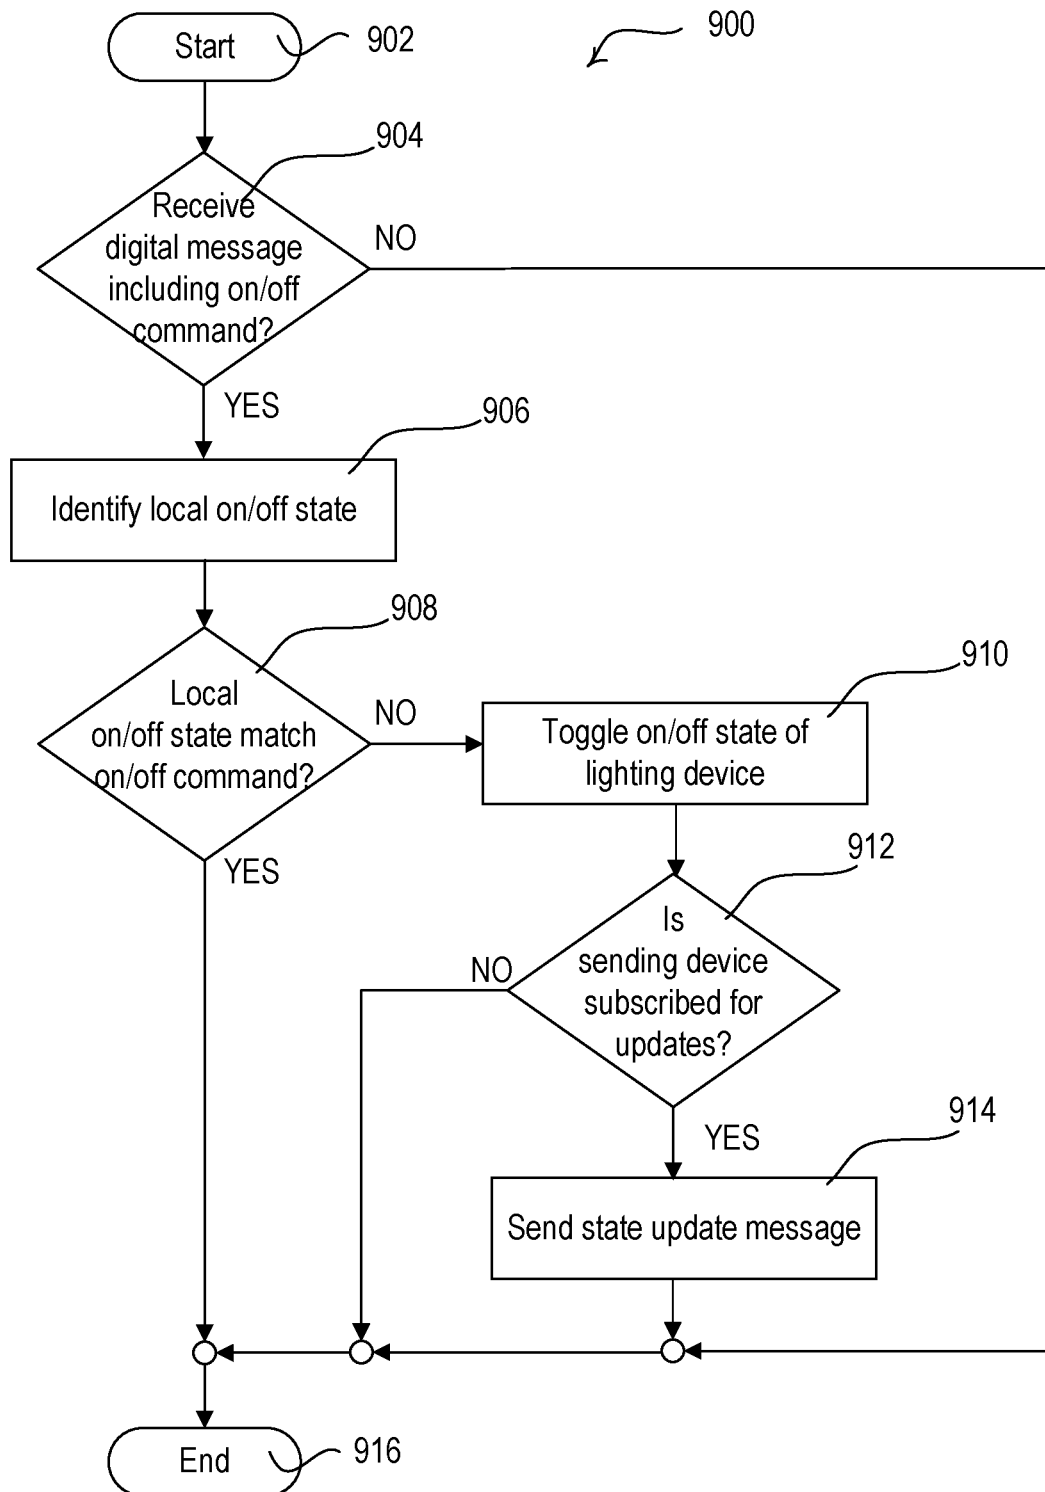 Start
902
900
904
Receive
digital message
including on/off
command?
NO
YES
906
Identify local on/off state
908
Local
on/off state match
on/off command?
NO
YES
910
Toggle on/off state of
lighting device
912
Is
sending device
subscribed for
updates?
NO
YES
914
Send state update message
End
916